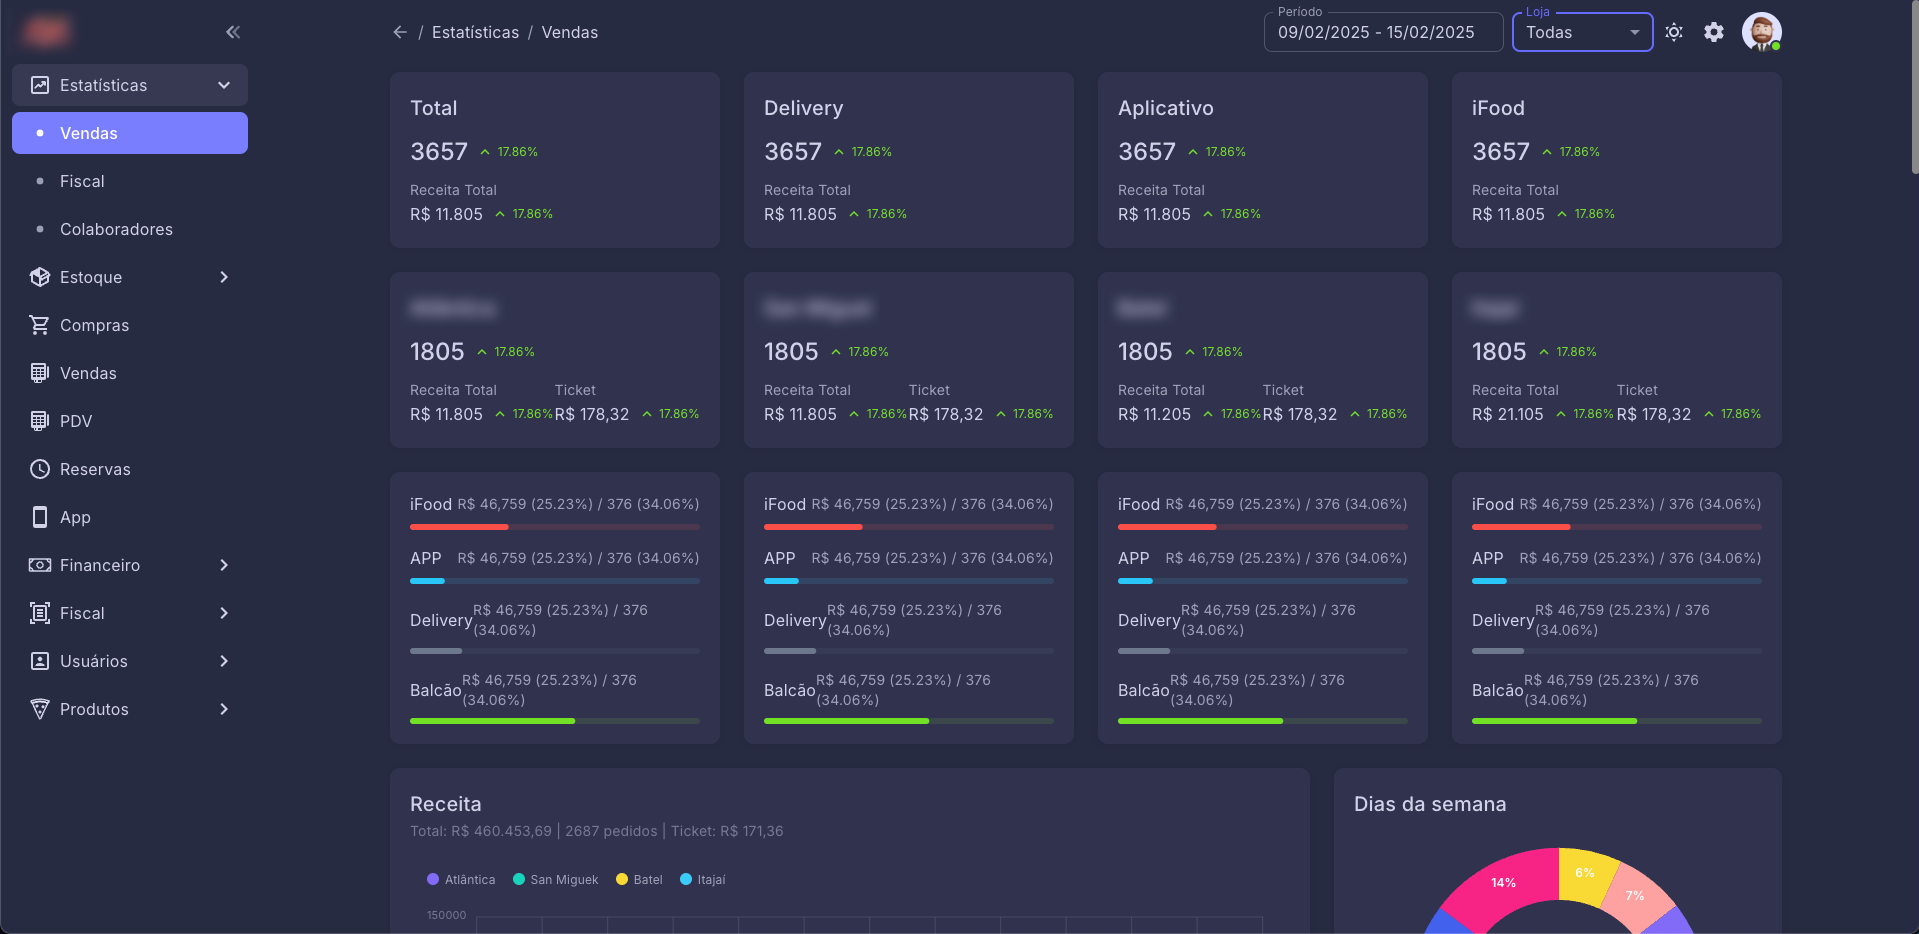 / Estatísticas / Vendas
Período
09/02/2025 - 15/02/2025
Loja
Todas
Estatísticas
Vendas
Fiscal
Colaboradores
Estoque
Compras
Vendas
PDV
Reservas
App
Financeiro
Fiscal
Usuários
Produtos
Total
3657 17.86%
Receita Total
R$ 11.805 17.86%
Delivery
3657 17.86%
Receita Total
R$ 11.805 17.86%
Aplicativo
3657 17.86%
Receita Total
R$ 11.805 17.86%
iFood
3657 17.86%
Receita Total
R$ 11.805 17.86%
1805 17.86%
Receita Total Ticket
R$ 11.805 17.86% R$ 178,32 17.86%
1805 17.86%
Receita Total Ticket
R$ 11.805 17.86% R$ 178,32 17.86%
1805 17.86%
Receita Total Ticket
R$ 11.205 17.86% R$ 178,32 17.86%
1805 17.86%
Receita Total Ticket
R$ 21.105 17.86% R$ 178,32 17.86%
iFood R$ 46,759 (25.23%) / 376 (34.06%)
APP R$ 46,759 (25.23%) / 376 (34.06%)
Delivery R$ 46,759 (25.23%) / 376
(34.06%)
Balcão R$ 46,759 (25.23%) / 376
(34.06%)
iFood R$ 46,759 (25.23%) / 376 (34.06%)
APP R$ 46,759 (25.23%) / 376 (34.06%)
Delivery R$ 46,759 (25.23%) / 376
(34.06%)
Balcão R$ 46,759 (25.23%) / 376
(34.06%)
iFood R$ 46,759 (25.23%) / 376 (34.06%)
APP R$ 46,759 (25.23%) / 376 (34.06%)
Delivery R$ 46,759 (25.23%) / 376
(34.06%)
Balcão R$ 46,759 (25.23%) / 376
(34.06%)
iFood R$ 46,759 (25.23%) / 376 (34.06%)
APP R$ 46,759 (25.23%) / 376 (34.06%)
Delivery R$ 46,759 (25.23%) / 376
(34.06%)
Balcão R$ 46,759 (25.23%) / 376
(34.06%)
Receita
Total: R$ 460.453,69 | 2687 pedidos | Ticket: R$ 171,36
Atlântica San Miguek Batel Itajaí
150000
Dias da semana
14%
6%
7%